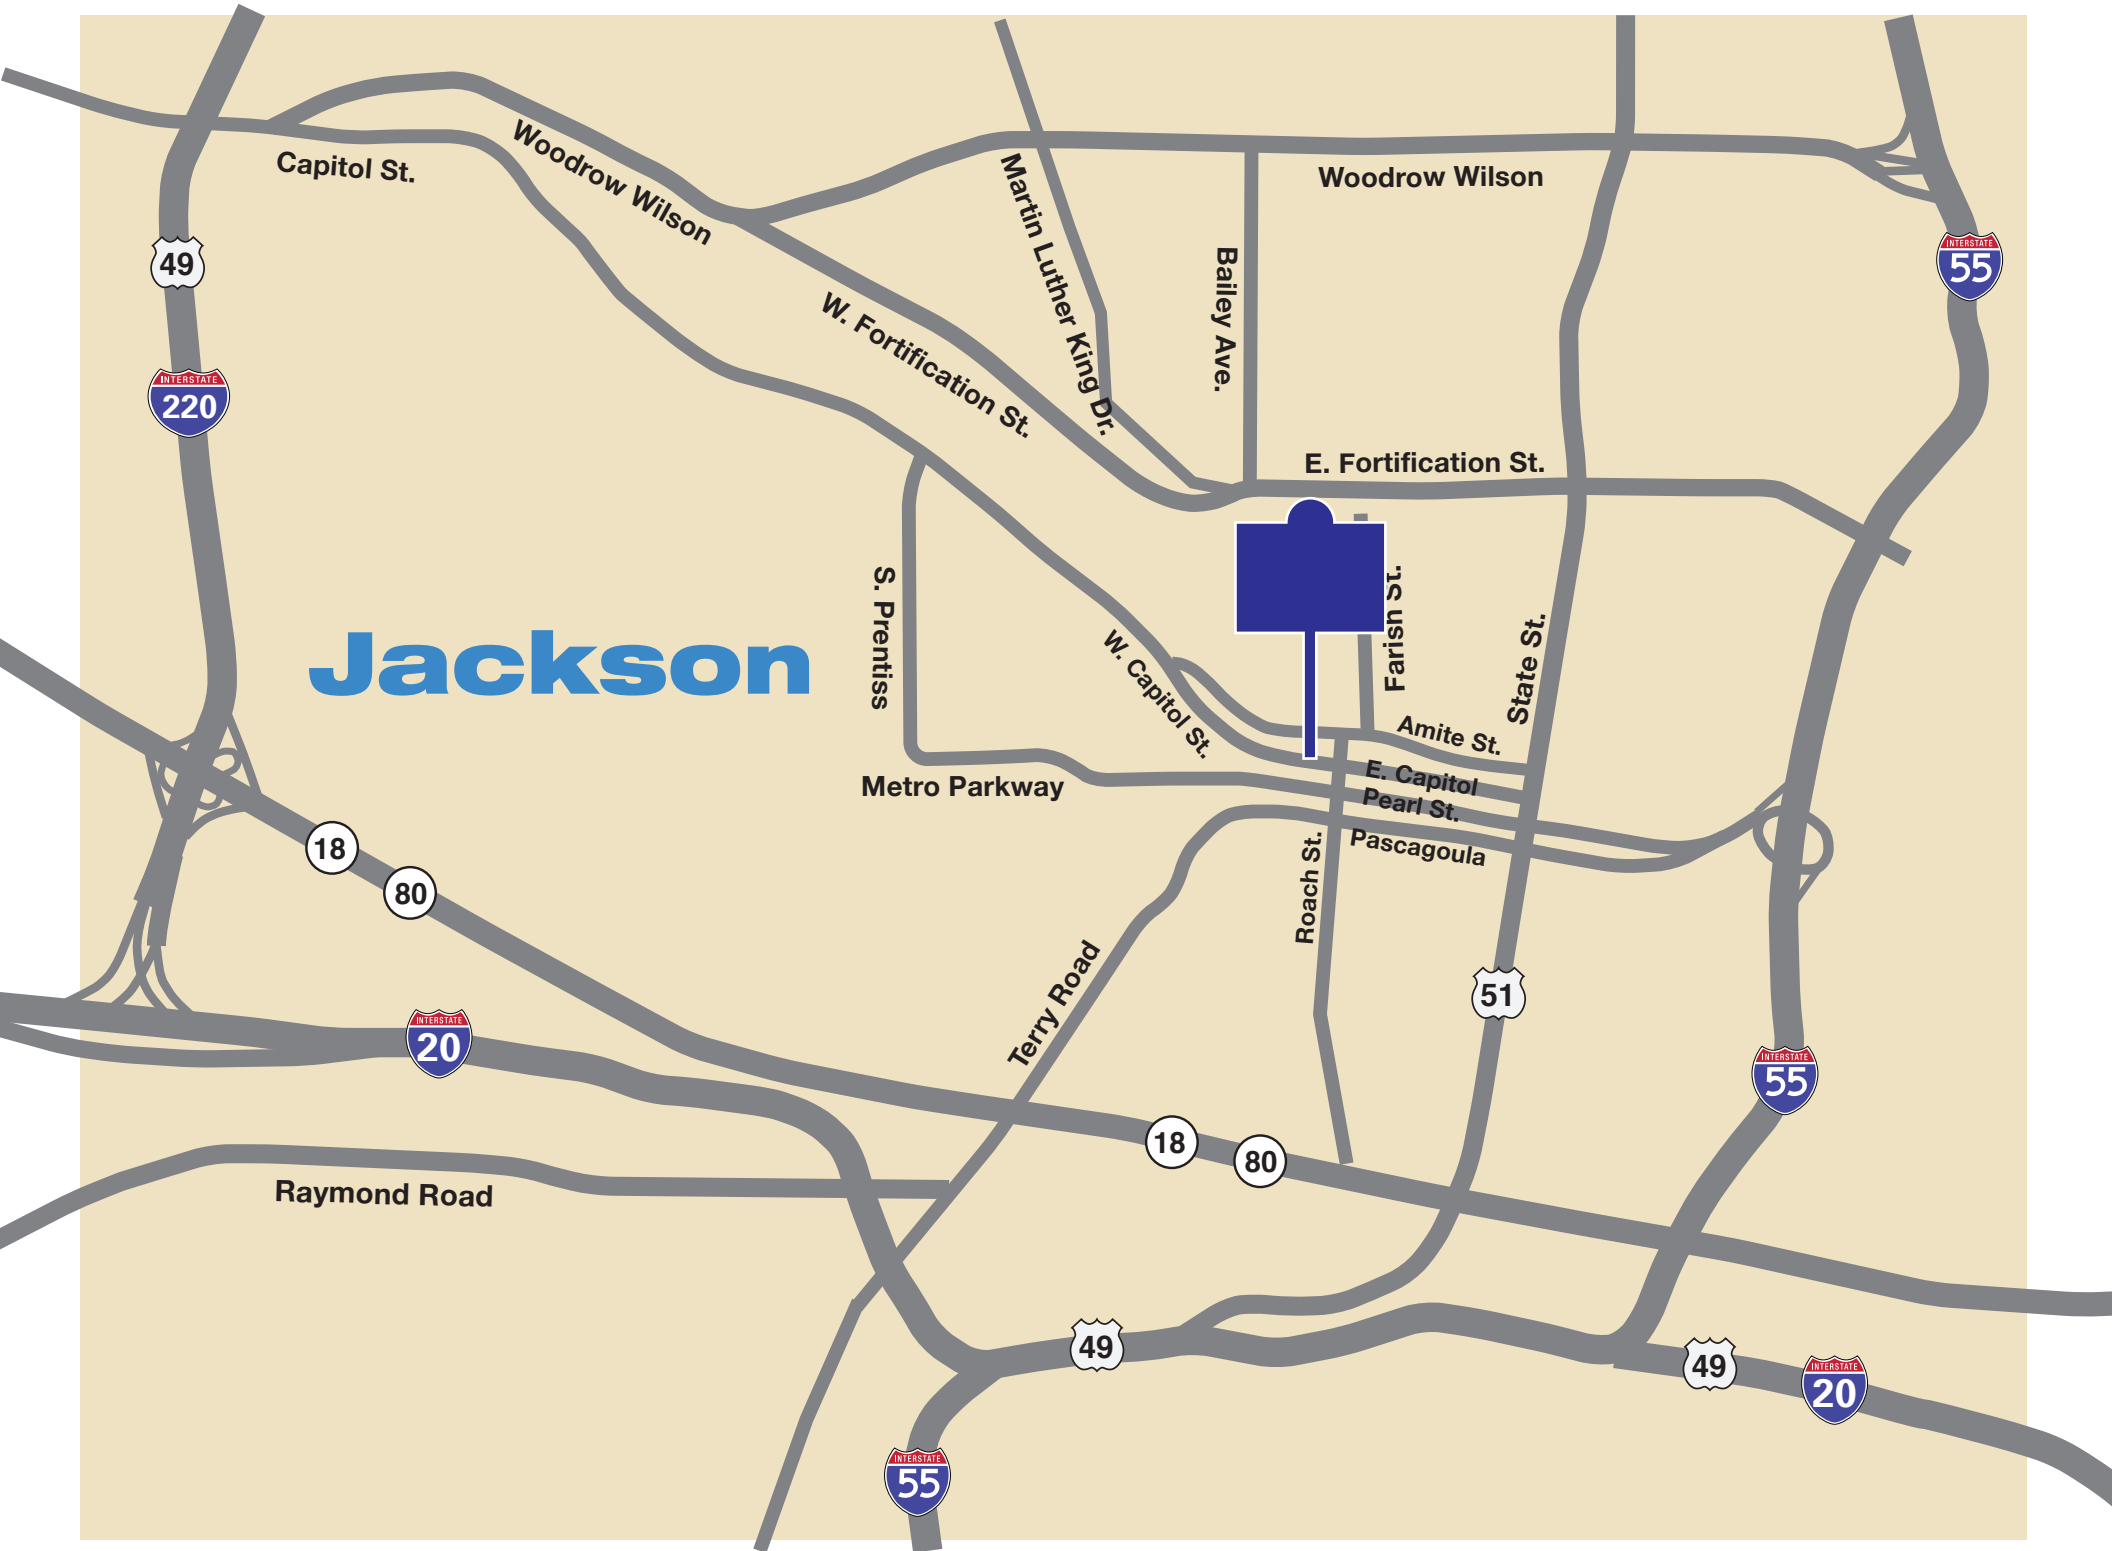 Capitol St.
Woodrow Wilson
Woodrow Wilson
Martin Luther King Dr.
Bailey Ave.
49
INTERSTATE
55
W. Fortification St.
INTERSTATE
220
E. Fortification St.
S. Prentiss
Farish St.
State St.
Jackson
W. Capitol St.
Amite St.
E. Capitol
Pearl St.
Metro Parkway
Pascagoula
Roach St.
18
80
Terry Road
51
INTERSTATE
20
INTERSTATE
55
18
80
Raymond Road
49
49
INTERSTATE
20
INTERSTATE
55